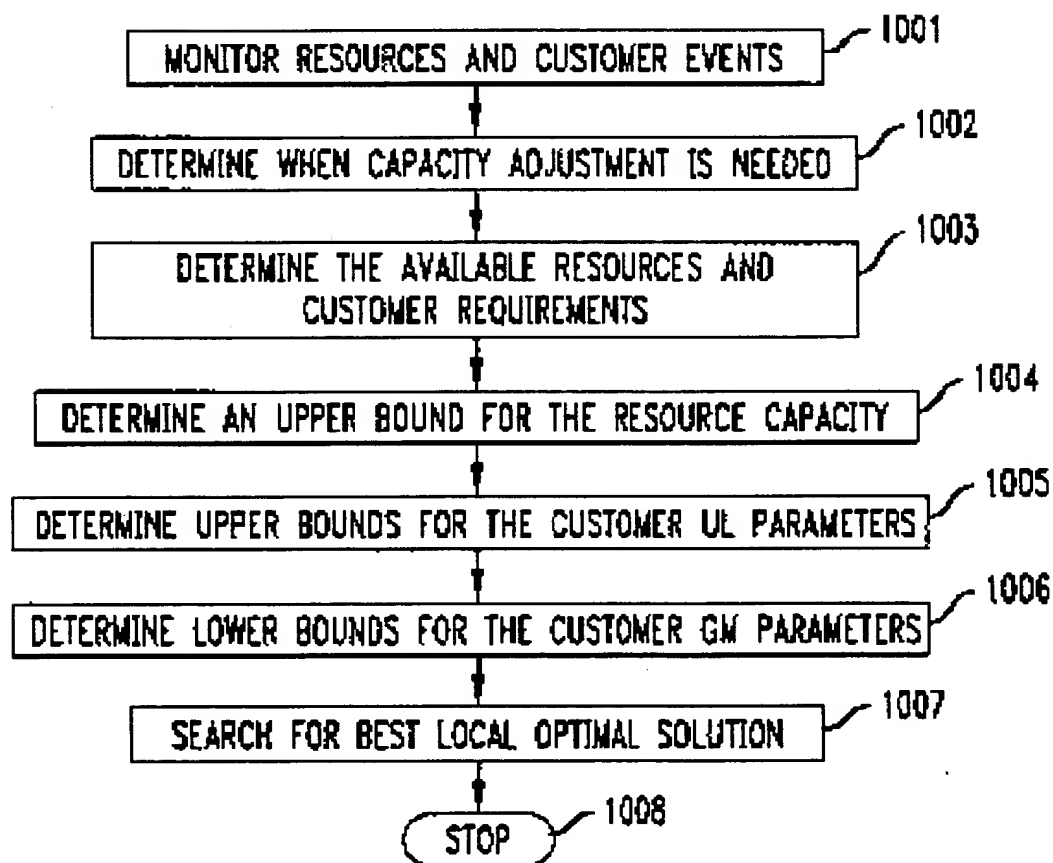 1001
MONITOR RESOURCES AND CUSTOMER EVENTS
1002
DETERMINE WHEN CAPACITY ADJUSTMENT IS NEEDED
1003
DETERMINE THE AVAILABLE RESOURCES AND
CUSTOMER REQUIREMENTS
1004
DETERMINE AN UPPER BOUND FOR THE RESOURCE CAPACITY
1005
DETERMINE UPPER BOUNDS FOR THE CUSTOMER UL PARAMETERS
1006
DETERMINE LOWER BOUNDS FOR THE CUSTOMER GM PARAMETERS
1007
SEARCH FOR BEST LOCAL OPTIMAL SOLUTION
1008
STOP